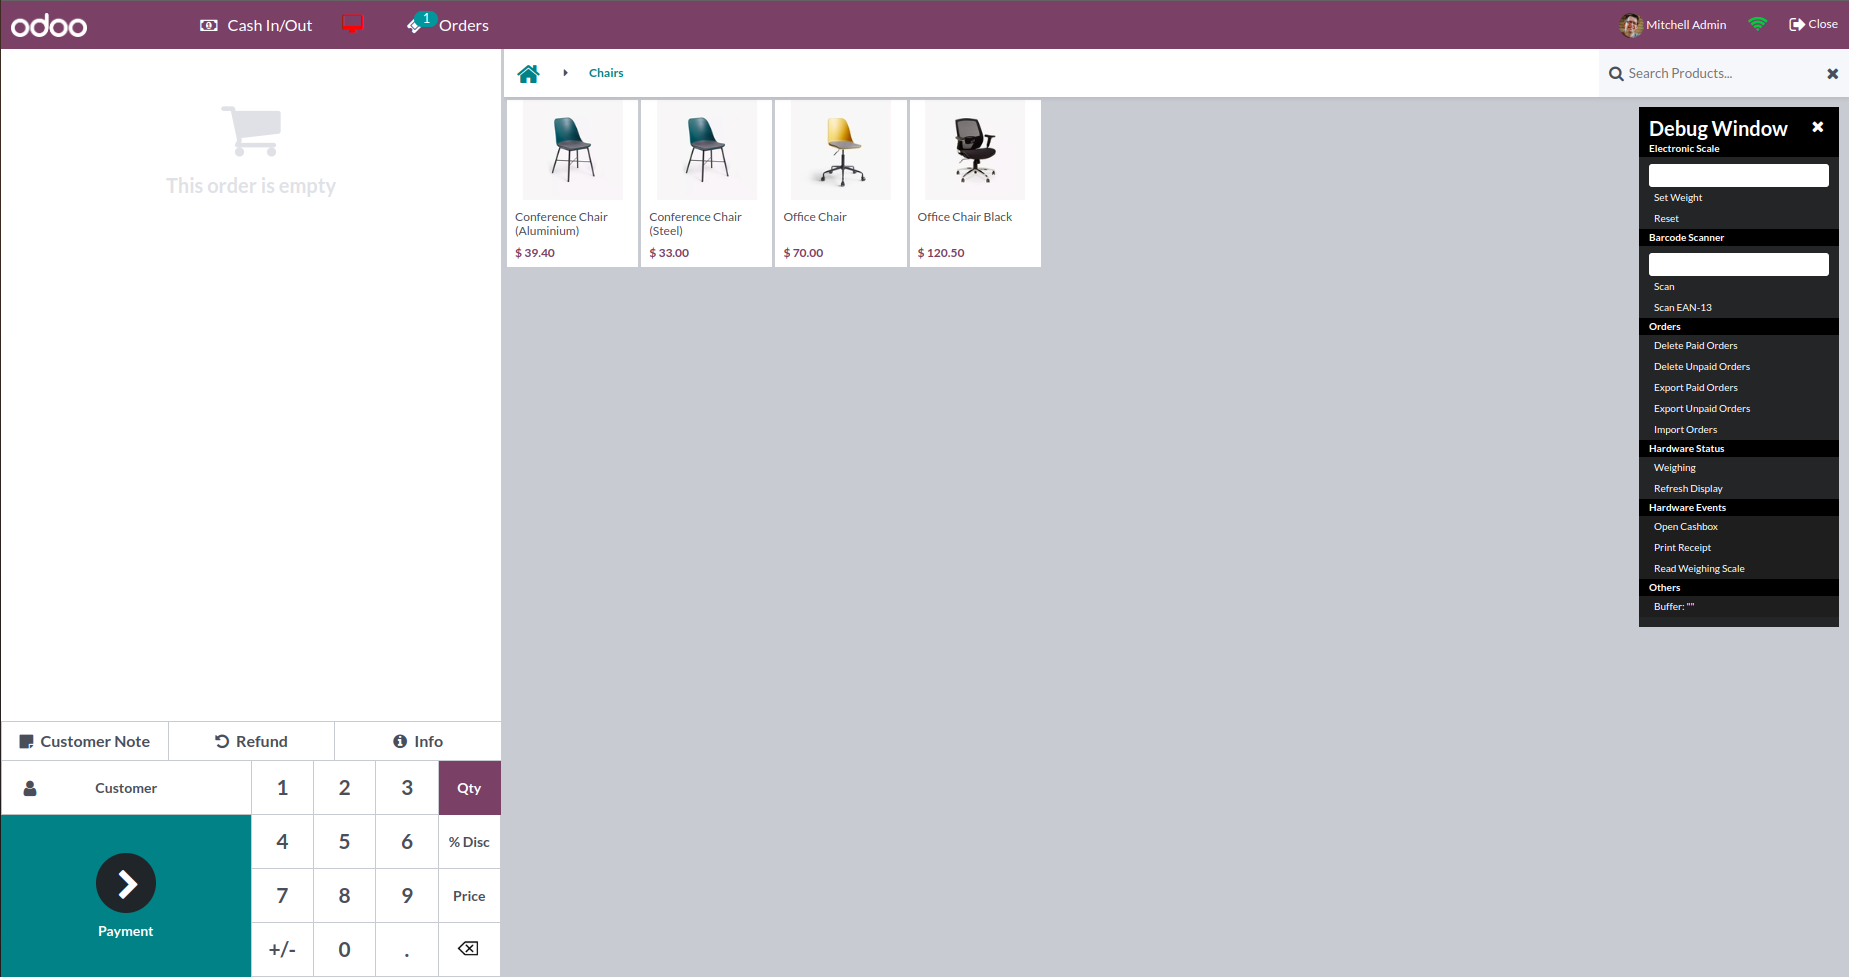 odoo
Cash In/Out
1
Orders
Mitchell Admin
Close
This order is empty
Chairs
Search Products...
Conference Chair
(Aluminium)
$ 39.40
Conference Chair
(Steel)
$ 33.00
Office Chair
$ 70.00
Office Chair Black
$ 120.50
Debug Window
Electronic Scale
Set Weight
Reset
Barcode Scanner
Scan
Scan EAN-13
Orders
Delete Paid Orders
Delete Unpaid Orders
Export Paid Orders
Export Unpaid Orders
Import Orders
Hardware Status
Weighing
Refresh Display
Hardware Events
Open Cashbox
Print Receipt
Read Weighing Scale
Others
Buffer: ""
Customer Note
Refund
Info
Customer
1 2 3 Qty
4 5 6 % Disc
7 8 9 Price
+/- 0 .
Payment